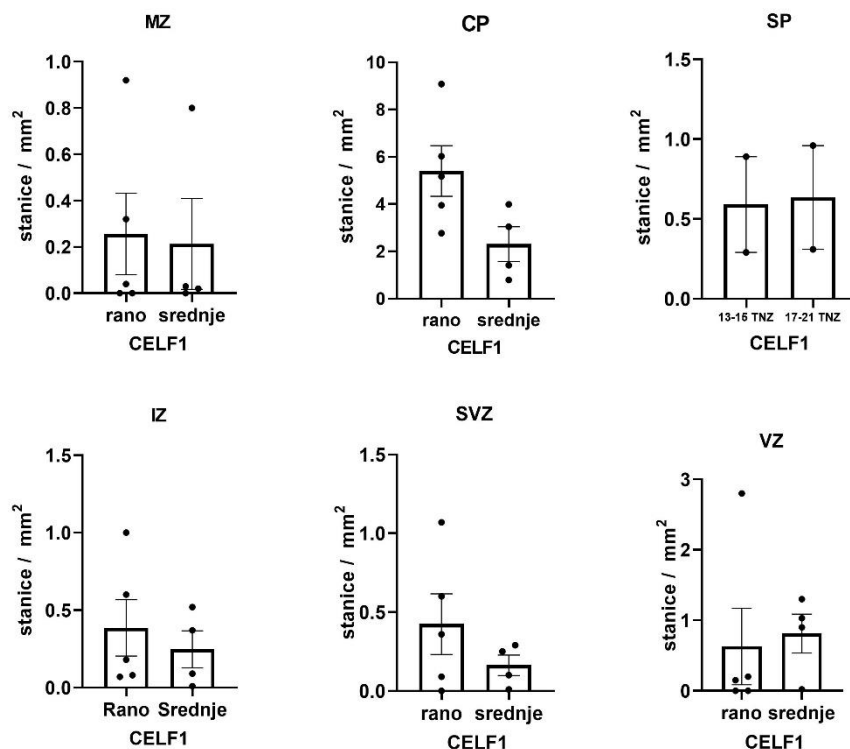 MZ
stanice / mm²
1.0
0.8
0.6
0.4
0.2
0.0
rano srednje
CELF1
CP
stanice / mm²
10
8
6
4
2
0
rano srednje
CELF1
SP
stanice / mm²
1.5
1.0
0.5
0.0
13-15 TNZ 17-21 TNZ
CELF1
IZ
stanice / mm²
1.5
1.0
0.5
0.0
Rano Srednje
CELF1
SVZ
stanice / mm²
1.5
1.0
0.5
0.0
rano srednje
CELF1
VZ
stanice / mm²
3
2
1
0
rano srednje
CELF1